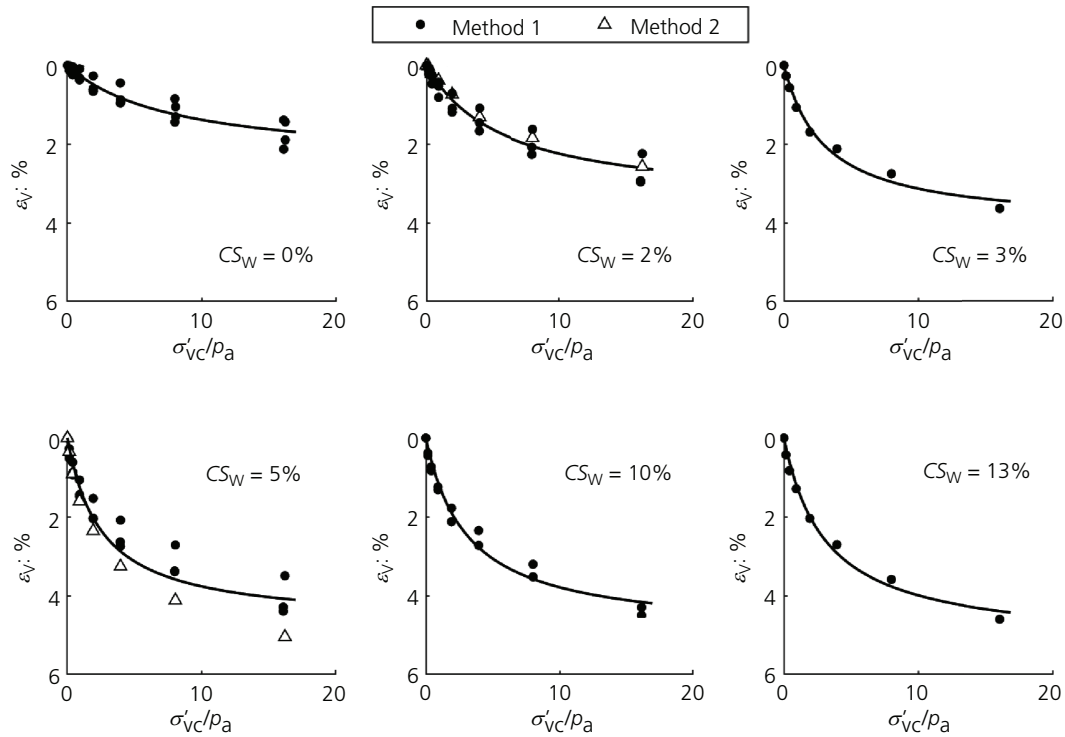 Method 1 Method 2
0
2
4
6
εV: %
CSW = 0%
0 10 20
σ′vc/pa
0
2
4
6
εV: %
CSW = 2%
0 10 20
σ′vc/pa
0
2
4
6
εV: %
CSW = 3%
0 10 20
σ′vc/pa
0
2
4
6
εV: %
CSW = 5%
0 10 20
σ′vc/pa
0
2
4
6
εV: %
CSW = 10%
0 10 20
σ′vc/pa
0
2
4
6
εV: %
CSW = 13%
0 10 20
σ′vc/pa